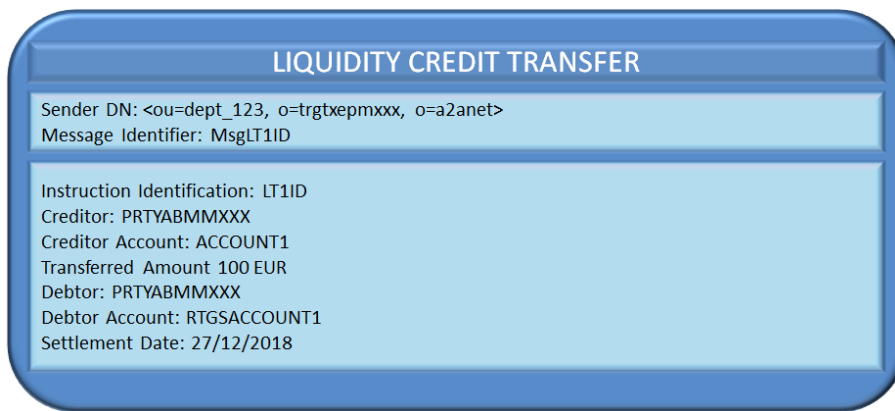 LIQUIDITY CREDIT TRANSFER
Sender DN: <ou=dept_123, o=trgtxepmxxx, o=a2anet>
Message Identifier: MsgLT1ID
Instruction Identification: LT1ID
Creditor: PRTYABMMXXX
Creditor Account: ACCOUNT1
Transferred Amount 100 EUR
Debtor: PRTYABMMXXX
Debtor Account: RTGSACCOUNT1
Settlement Date: 27/12/2018